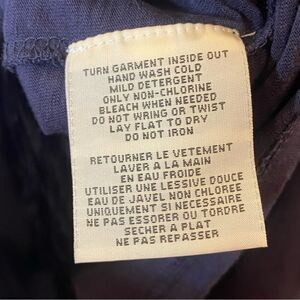 TURN GARMENT INSIDE OUT
HAND WASH COLD
MILD DETERGENT
ONLY NON-CHLORINE
BLEACH WHEN NEEDED
DO NOT WRING OR TWIST
LAY FLAT TO DRY
DO NOT IRON
RETOURNER LE VETEMENT
LAVER A LA MAIN
EN EAU FROIDE
UTILISER UNE LESSIVE DOUCE
EAU DE JAVEL NON CHLOREE
UNIQUEMENT SI NECESSAIRE
NE PAS ESSORER OU TORDRE
SECHER A PLAT
NE PAS REPASSER